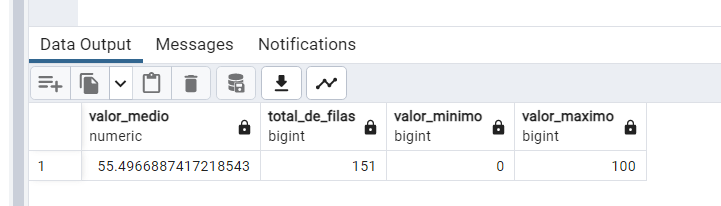 Data Output Messages Notifications
valor_medio total_de_filas valor_minimo valor_maximo
numeric bigint bigint bigint
1 55.4966887417218543 151 0 100